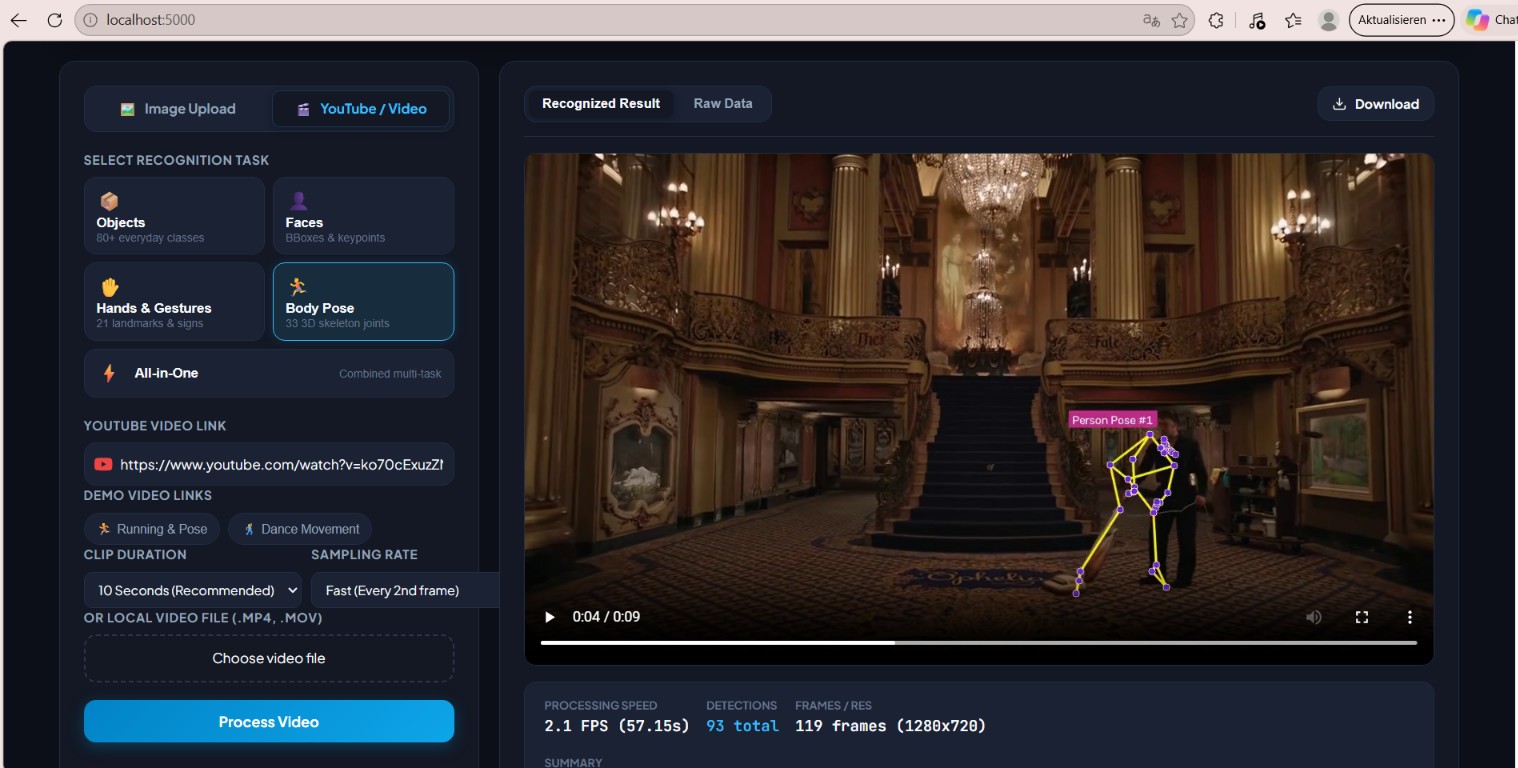 localhost:5000
Aktualisieren
Chat
Image Upload
YouTube / Video
SELECT RECOGNITION TASK
Objects
80+ everyday classes
Faces
BBoxes & keypoints
Hands & Gestures
21 landmarks & signs
Body Pose
33 3D skeleton joints
All-in-One
Combined multi-task
YOUTUBE VIDEO LINK
https://www.youtube.com/watch?v=ko70cExuzZM
DEMO VIDEO LINKS
Running & Pose
Dance Movement
CLIP DURATION
SAMPLING RATE
10 Seconds (Recommended)
Fast (Every 2nd frame)
OR LOCAL VIDEO FILE (.MP4, .MOV)
Choose video file
Process Video
Recognized Result
Raw Data
Download
Person Pose #1
Ophelia
0:04 / 0:09
PROCESSING SPEED
2.1 FPS (57.15s)
DETECTIONS
93 total
FRAMES / RES
119 frames (1280x720)
SUMMARY